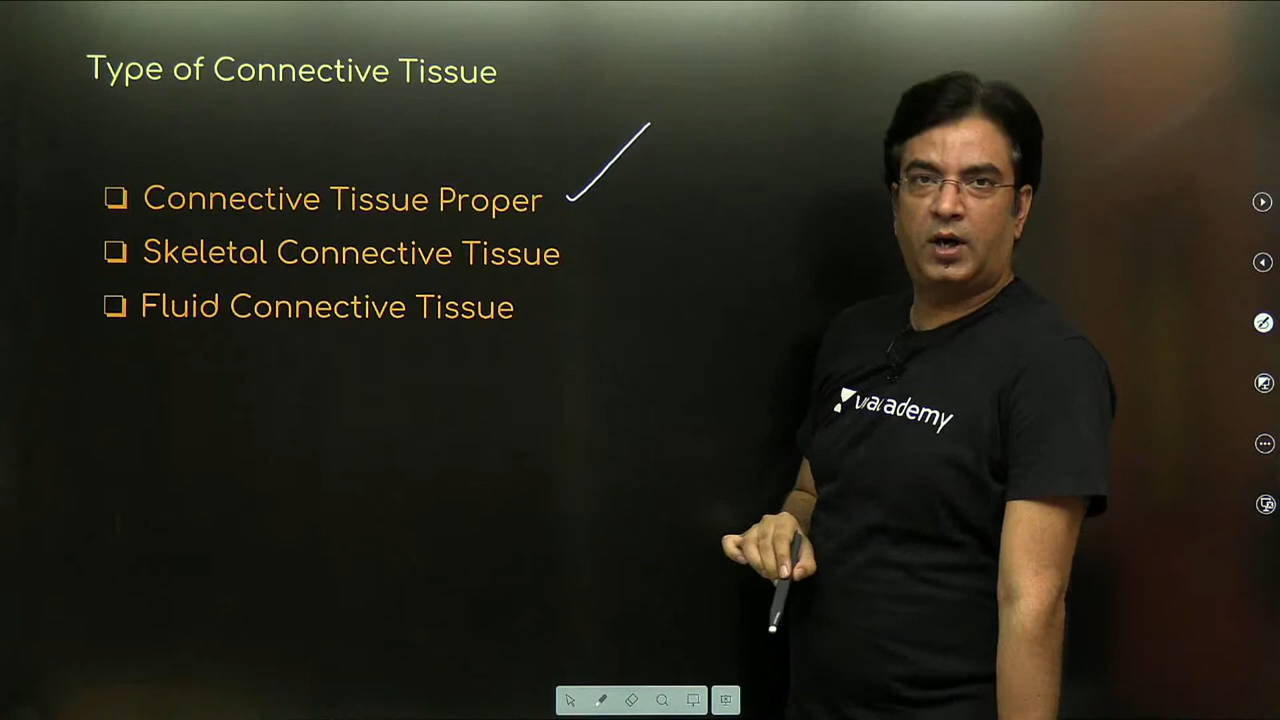 Type of Connective Tissue
Connective Tissue Proper
Skeletal Connective Tissue
Fluid Connective Tissue
unacademy